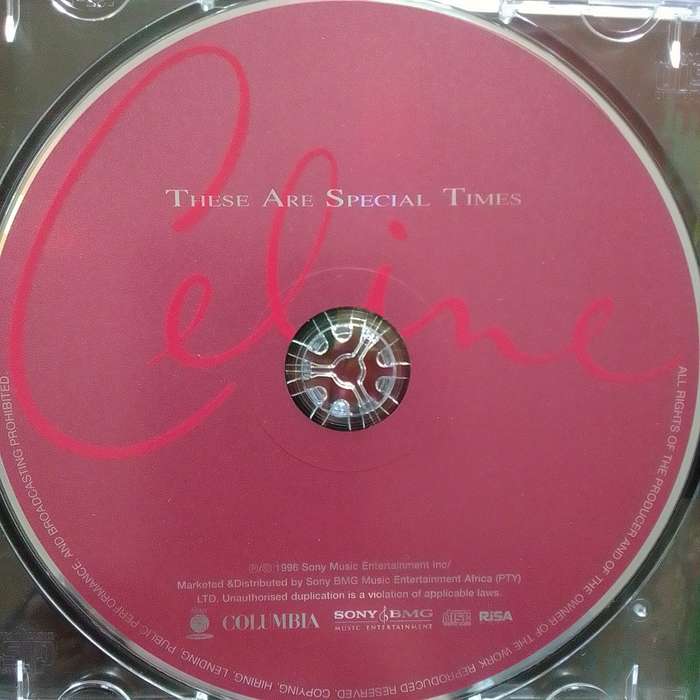 Celine
THESE ARE SPECIAL TIMES
℗/© 1996 Sony Music Entertainment inc/
Marketed &Distributed by Sony BMG Music Entertainment Africa (PTY)
LTD. Unauthorised duplication is a violation of applicable laws.
COLUMBIA SONY BMG RiSA
MUSIC ENTERTAINMENT
ALL RIGHTS OF THE PRODUCER AND OF THE OWNER OF THE WORK REPRODUCED RESERVED. COPYING, HIRING, LENDING, PUBLIC PERFORMANCE AND BROADCASTING PROHIBITED.